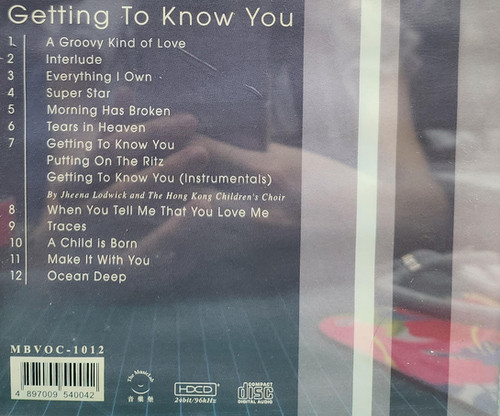 Getting To Know You
1 A Groovy Kind of Love
2 Interlude
3 Everything I Own
4 Super Star
5 Morning Has Broken
6 Tears in Heaven
7 Getting To Know You
Putting On The Ritz
Getting To Know You (Instrumentals)
By Jheena Lodwick and The Hong Kong Children's Choir
8 When You Tell Me That You Love Me
9 Traces
10 A Child is Born
11 Make It With You
12 Ocean Deep
MBVOC-1012
4 897009 540042
音樂堡
HDCD
24bit/96kHz
COMPACT
disc
DIGITAL AUDIO